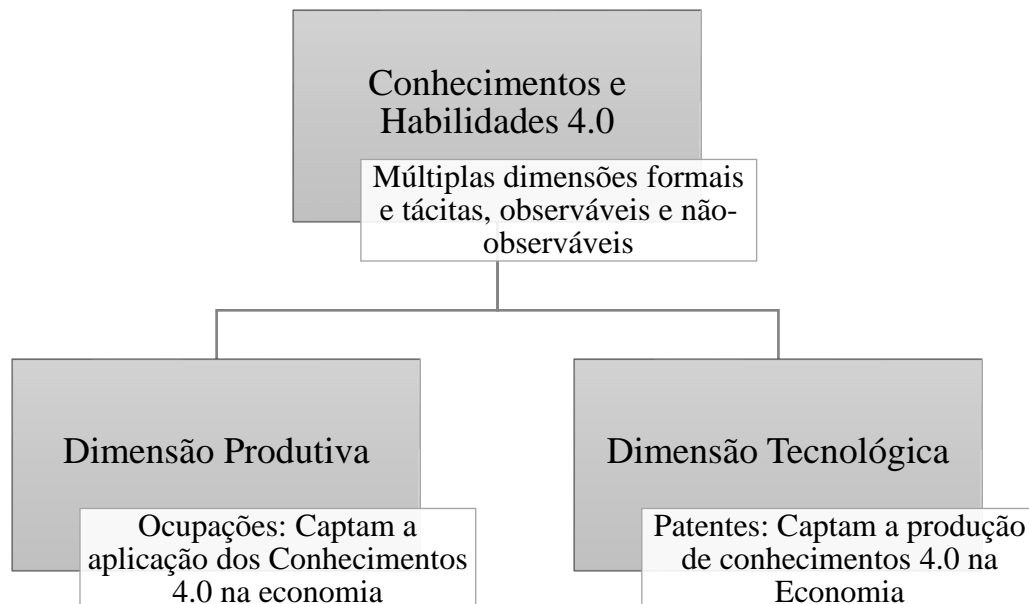 Conhecimentos e
Habilidades 4.0
Múltiplas dimensões formais
e tácitas, observáveis e não-
observáveis
Dimensão Produtiva
Ocupações: Captam a
aplicação dos Conhecimentos
4.0 na economia
Dimensão Tecnológica
Patentes: Captam a produção
de conhecimentos 4.0 na
Economia